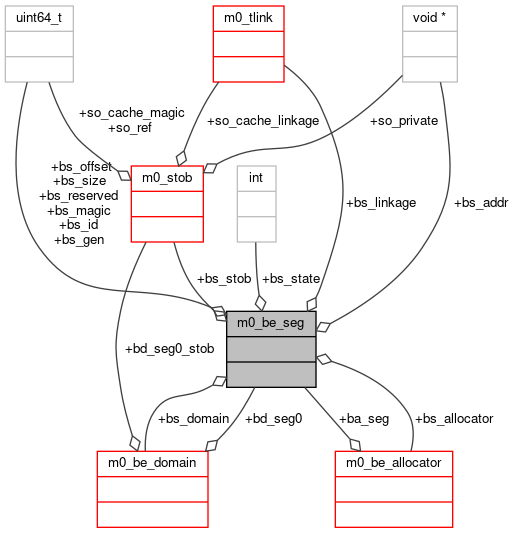 uint64_t
m0_tlink
void *
+so_cache_magic
+so_ref
+so_cache_linkage
+so_private
+bs_offset
+bs_size
+bs_reserved
+bs_magic
+bs_id
+bs_gen
m0_stob
int
+bs_linkage
+bs_addr
+bs_stob
+bs_state
m0_be_seg
+bd_seg0_stob
+bs_domain
+bd_seg0
+ba_seg
+bs_allocator
m0_be_domain
m0_be_allocator